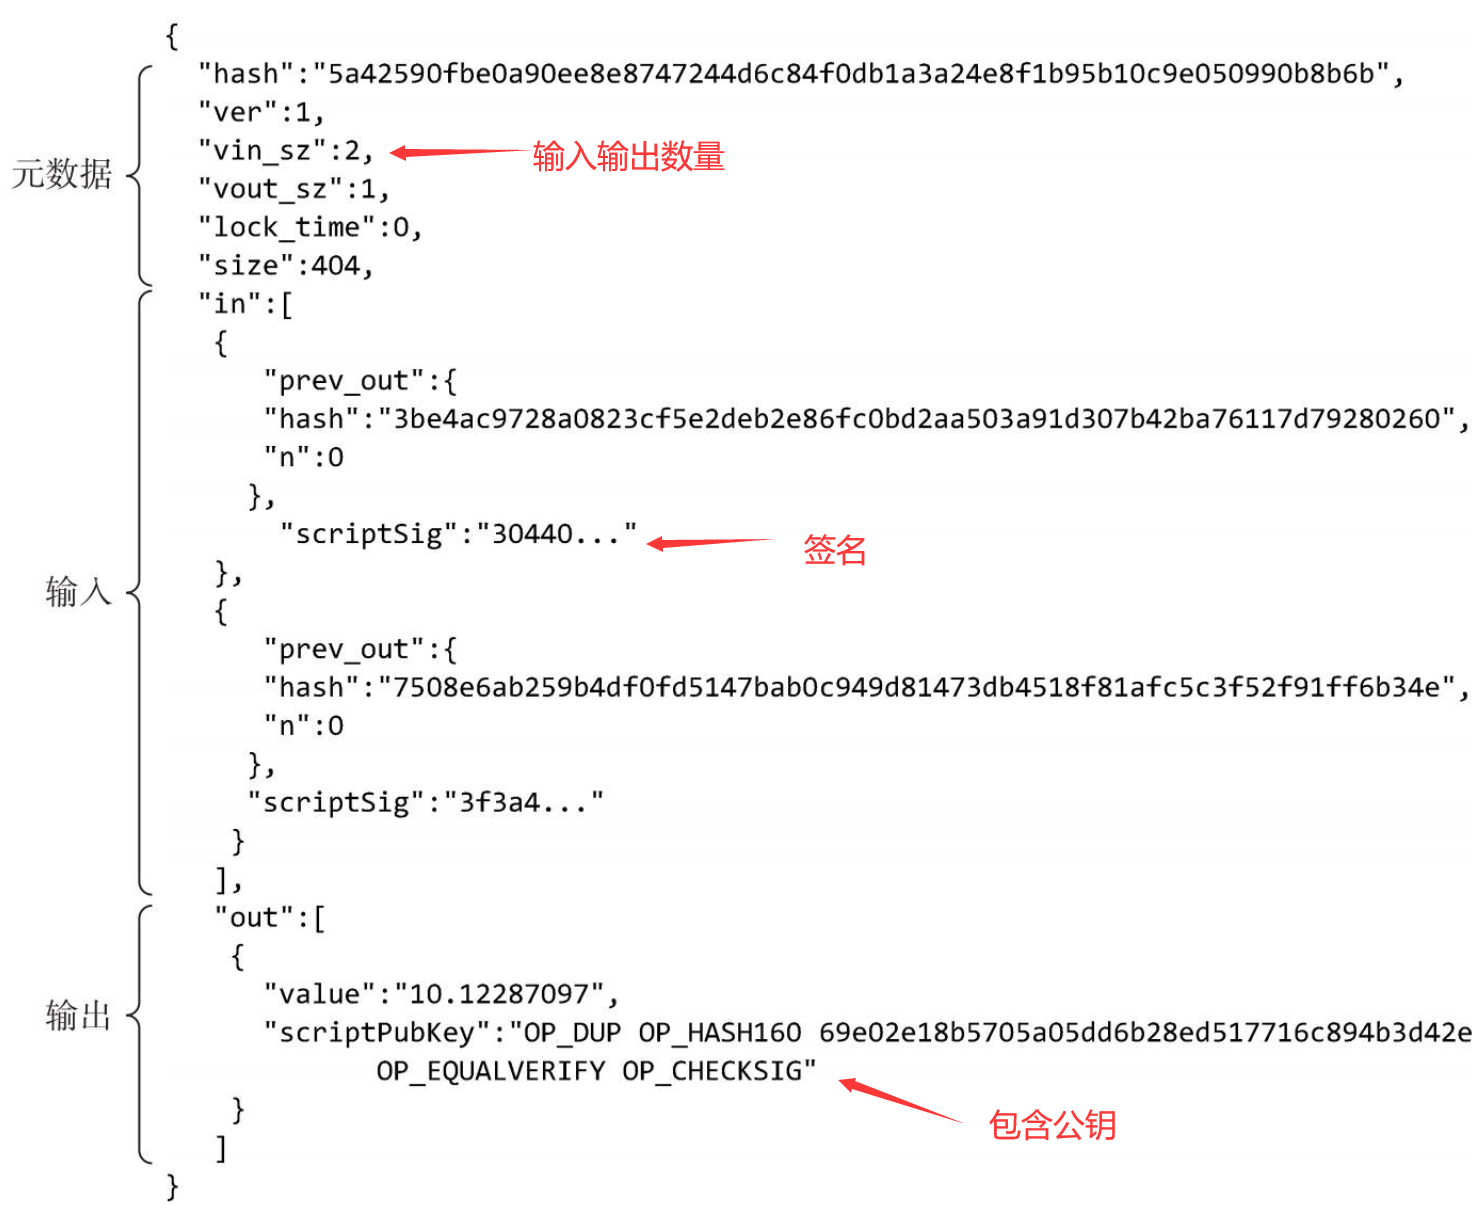 {
"hash":"5a42590fbe0a90ee8e8747244d6c84f0db1a3a24e8f1b95b10c9e050990b8b6b",
"ver":1,
"vin_sz":2,
输入输出数量
元数据
"vout_sz":1,
"lock_time":0,
"size":404,
"in":[
{
"prev_out":{
"hash":"3be4ac9728a0823cf5e2deb2e86fc0bd2aa503a91d307b42ba76117d79280260",
"n":0
},
"scriptSig":"30440..."
签名
},
输入
{
"prev_out":{
"hash":"7508e6ab259b4df0fd5147bab0c949d81473db4518f81afc5c3f52f91ff6b34e",
"n":0
},
"scriptSig":"3f3a4..."
}
],
"out":[
{
"value":"10.12287097",
输出
"scriptPubKey":"OP_DUP OP_HASH160 69e02e18b5705a05dd6b28ed517716c894b3d42e
OP_EQUALVERIFY OP_CHECKSIG"
包含公钥
}
]
}